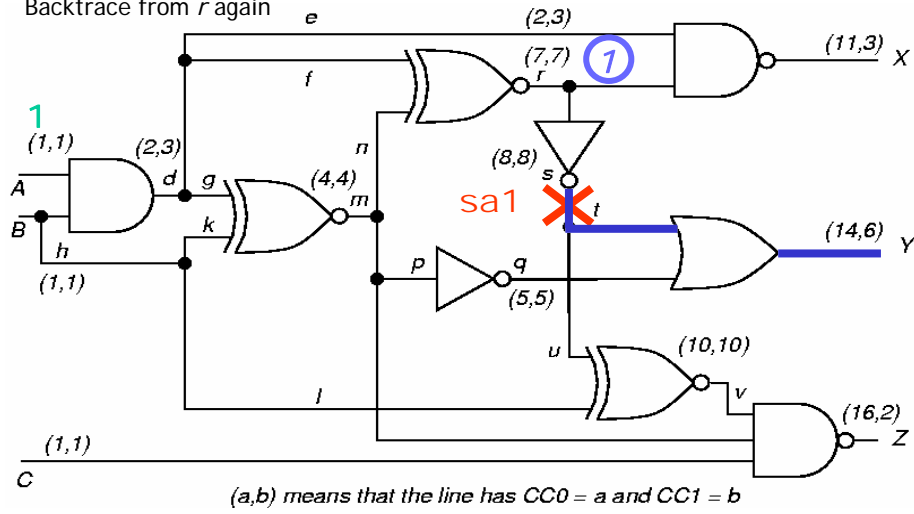 Backtrace from r again
e
(2,3)
(11,3)
X
(7,7)
1
r
f
1
(1,1)
(2,3)
n
(8,8)
s
A
d
g
(4,4)
m
sa1
t
(14,6)
Y
B
k
h
p
q
(1,1)
(5,5)
u
(10,10)
l
v
(16,2)
Z
(1,1)
C
(a,b) means that the line has CC0 = a and CC1 = b